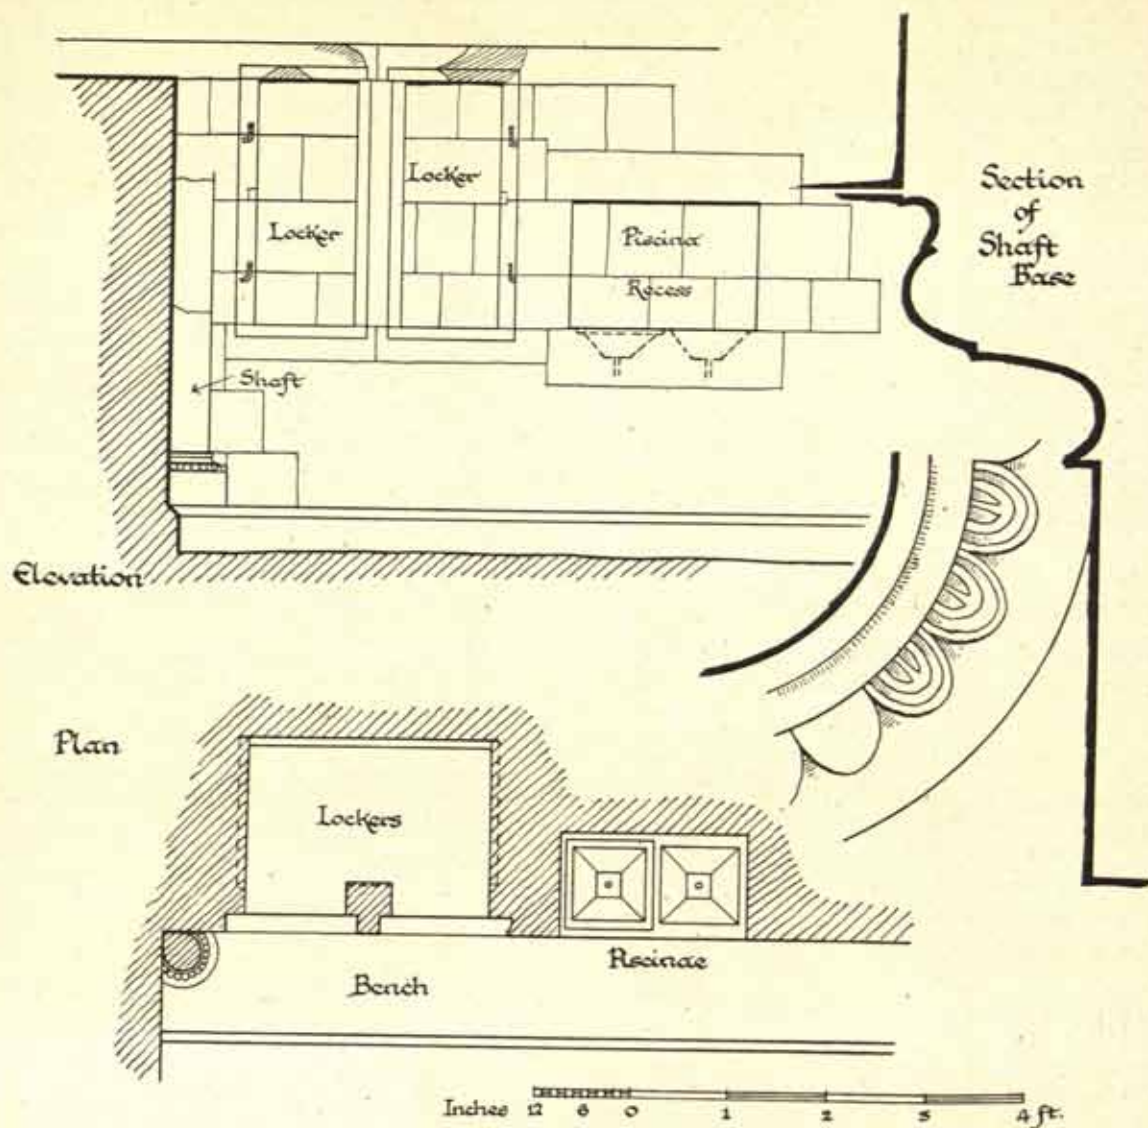 Section
of
Shaft
Base
Locker
Locker
Piscina
Recess
Shaft
Elevation
Plan
Lockers
Piscinae
Bench
Inches 12 6 0 1 2 3 4 ft.